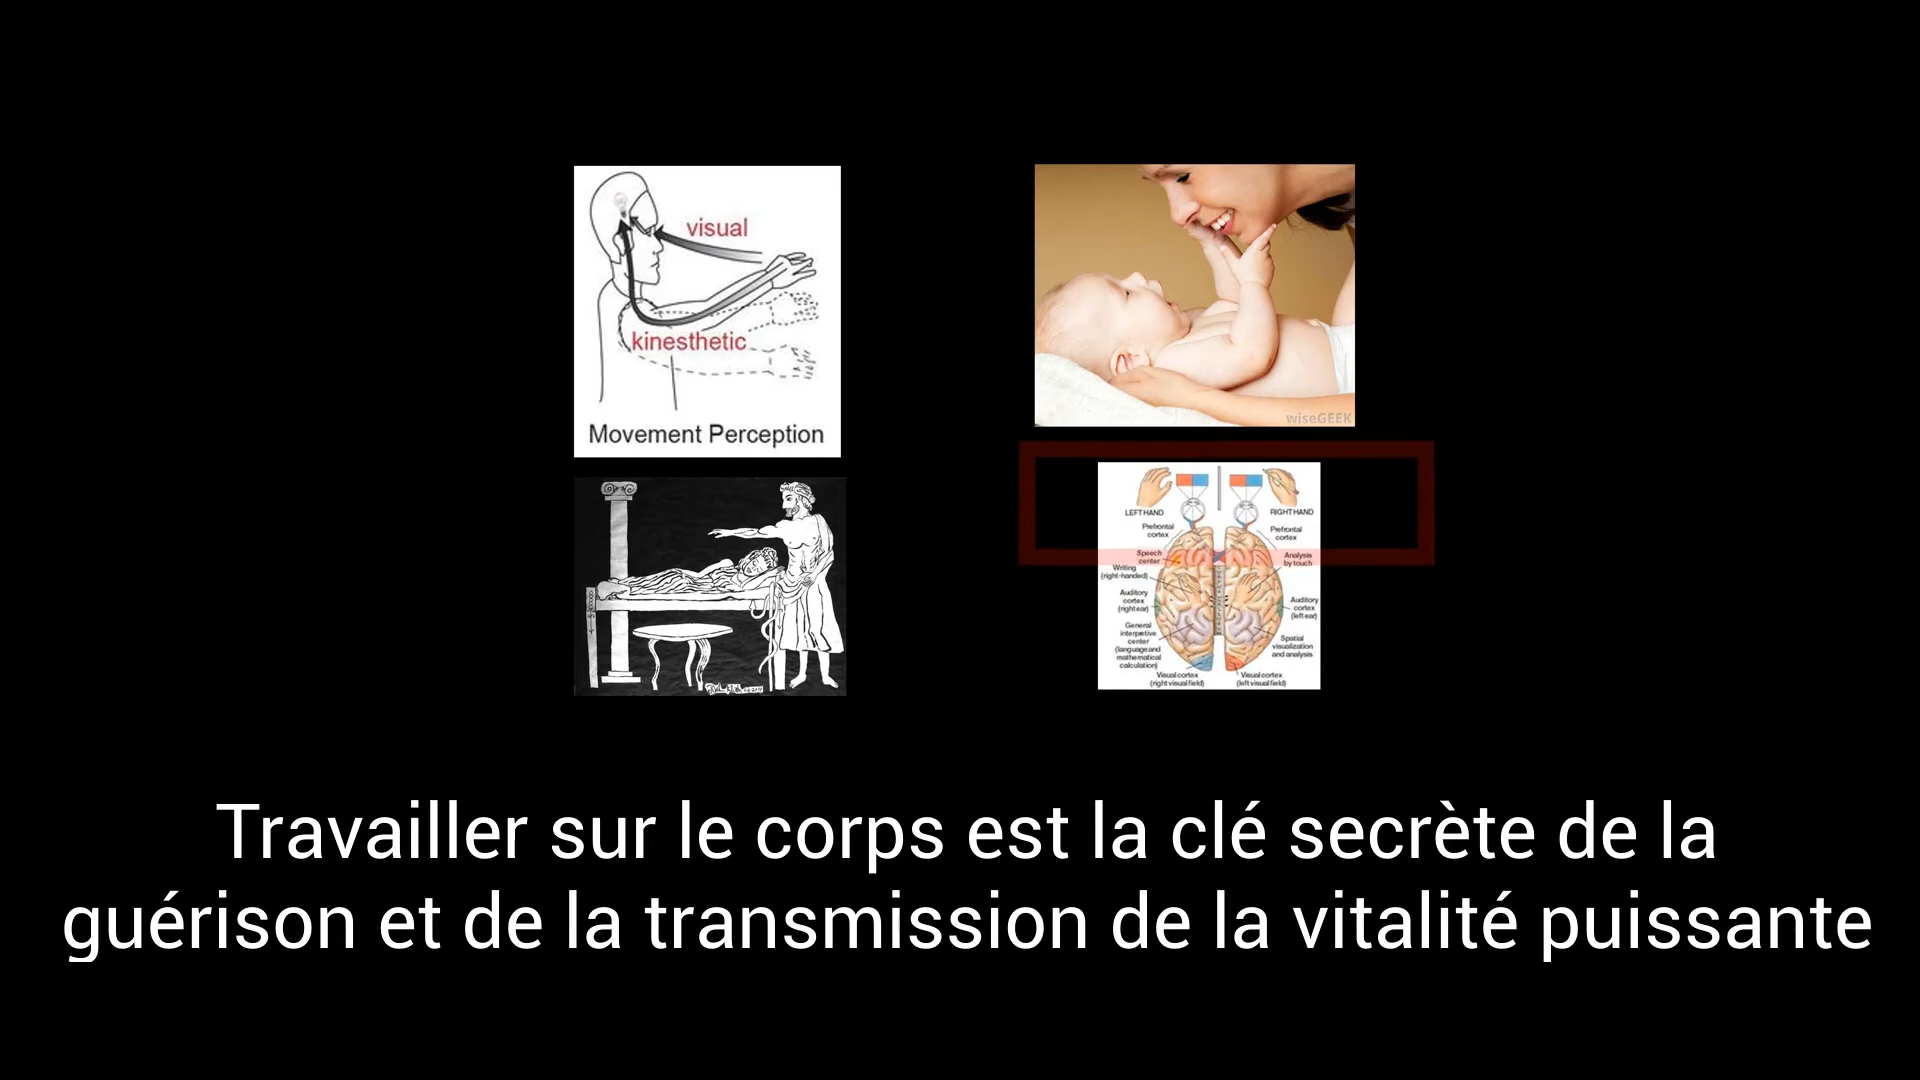 visual
kinesthetic
Movement Perception
wiseGEEK
LEFT HAND
RIGHT HAND
Prefrontal
cortex
Prefrontal
cortex
Speech
center
Analysis
by touch
Writing
(right-handed)
Auditory
cortex
(right ear)
Auditory
cortex
(left ear)
General
interpretive
center
(language and
mathematical
calculation)
Spatial
visualization
and analysis
Visual cortex
(right visual field)
Visual cortex
(left visual field)
Travailler sur le corps est la clé secrète de la
guérison et de la transmission de la vitalité puissante